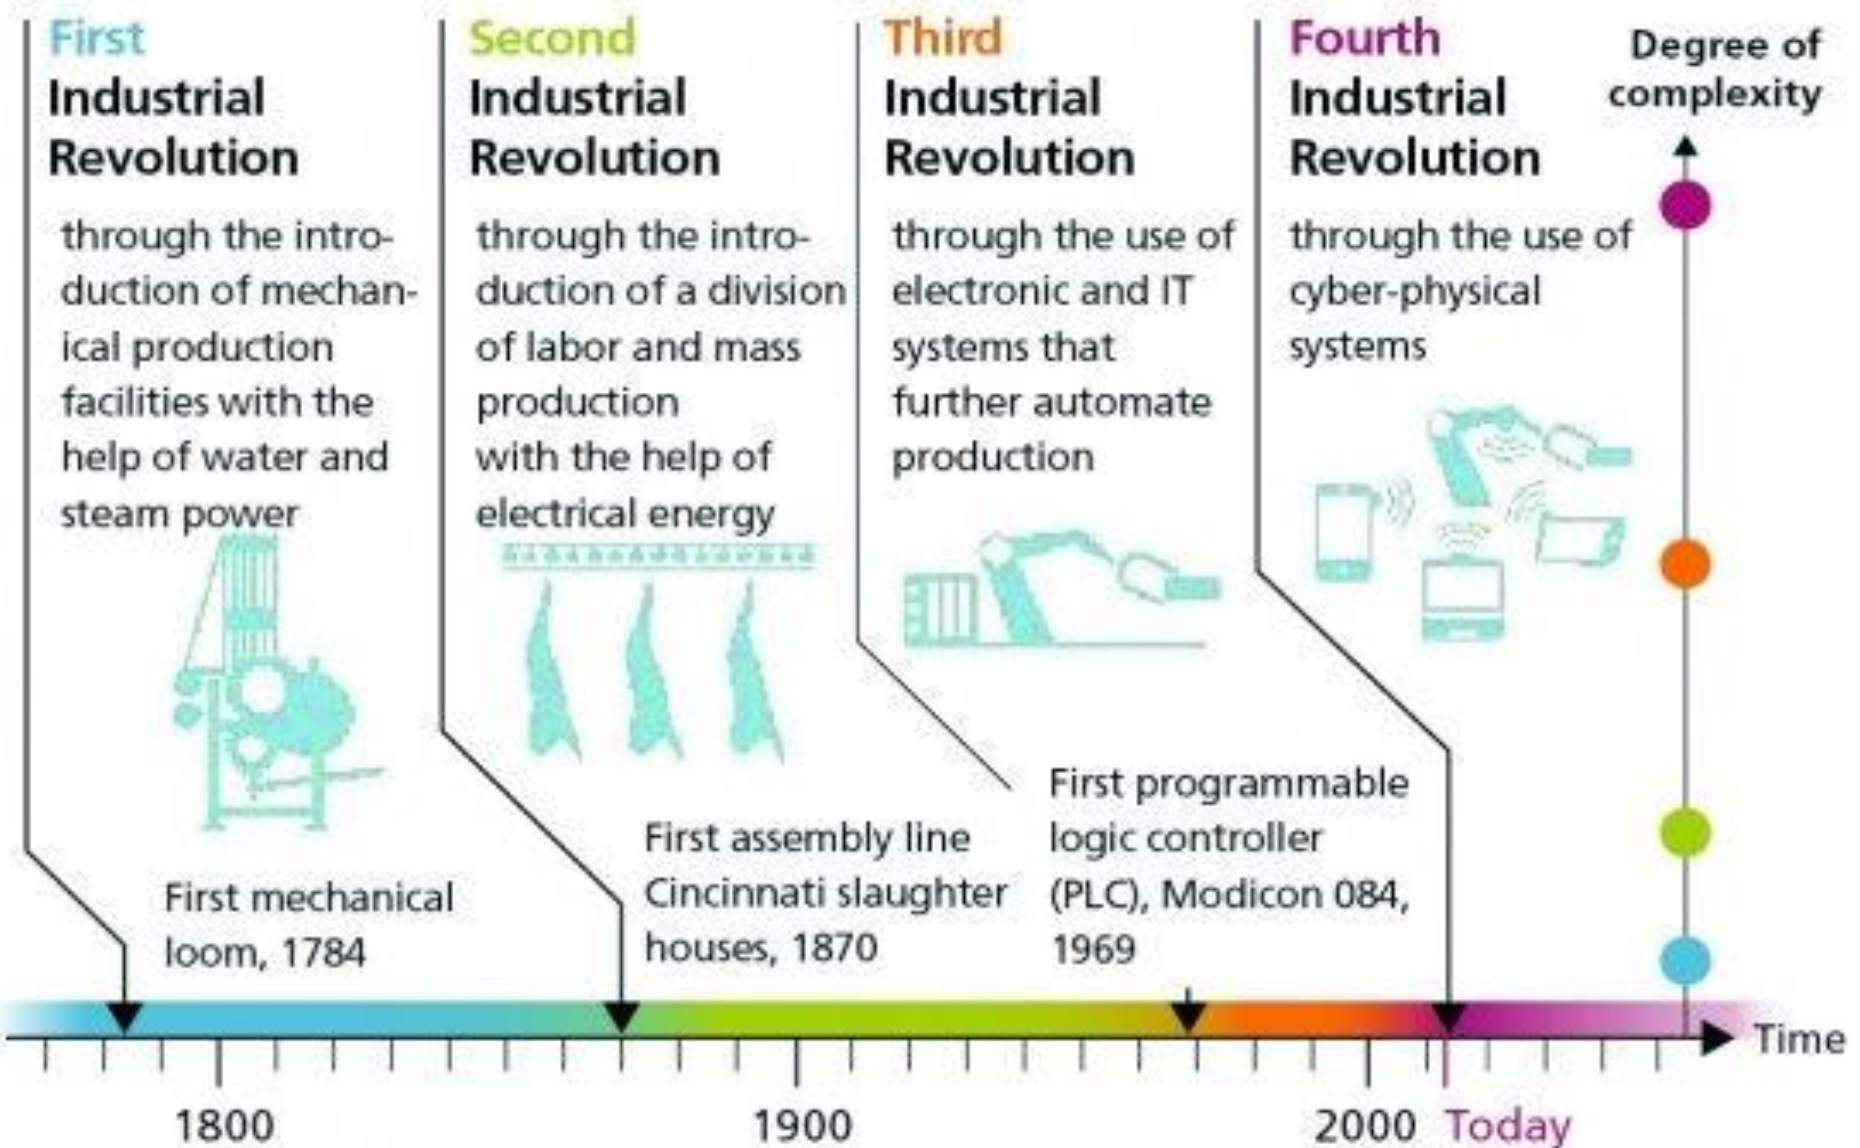 First
Industrial
Revolution
through the intro-
duction of mechan-
ical production
facilities with the
help of water and
steam power
First mechanical
loom, 1784
Second
Industrial
Revolution
through the intro-
duction of a division
of labor and mass
production
with the help of
electrical energy
First assembly line
Cincinnati slaughter
houses, 1870
Third
Industrial
Revolution
through the use of
electronic and IT
systems that
further automate
production
First programmable
logic controller
(PLC), Modicon 084,
1969
Fourth
Industrial
Revolution
through the use of
cyber-physical
systems
Degree of
complexity
Time
1800
1900
2000
Today